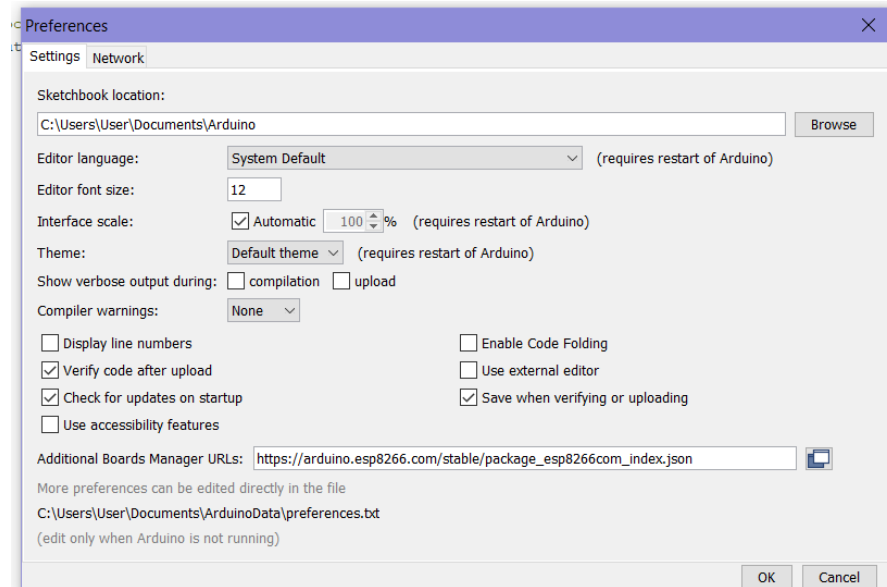 Preferences
Settings Network
Sketchbook location:
C:\Users\User\Documents\Arduino Browse
Editor language: System Default (requires restart of Arduino)
Editor font size: 12
Interface scale: Automatic 100 % (requires restart of Arduino)
Theme: Default theme (requires restart of Arduino)
Show verbose output during: compilation upload
Compiler warnings: None
Display line numbers Enable Code Folding
Verify code after upload Use external editor
Check for updates on startup Save when verifying or uploading
Use accessibility features
Additional Boards Manager URLs: https://arduino.esp8266.com/stable/package_esp8266com_index.json
More preferences can be edited directly in the file
C:\Users\User\Documents\ArduinoData\preferences.txt
(edit only when Arduino is not running)
OK Cancel